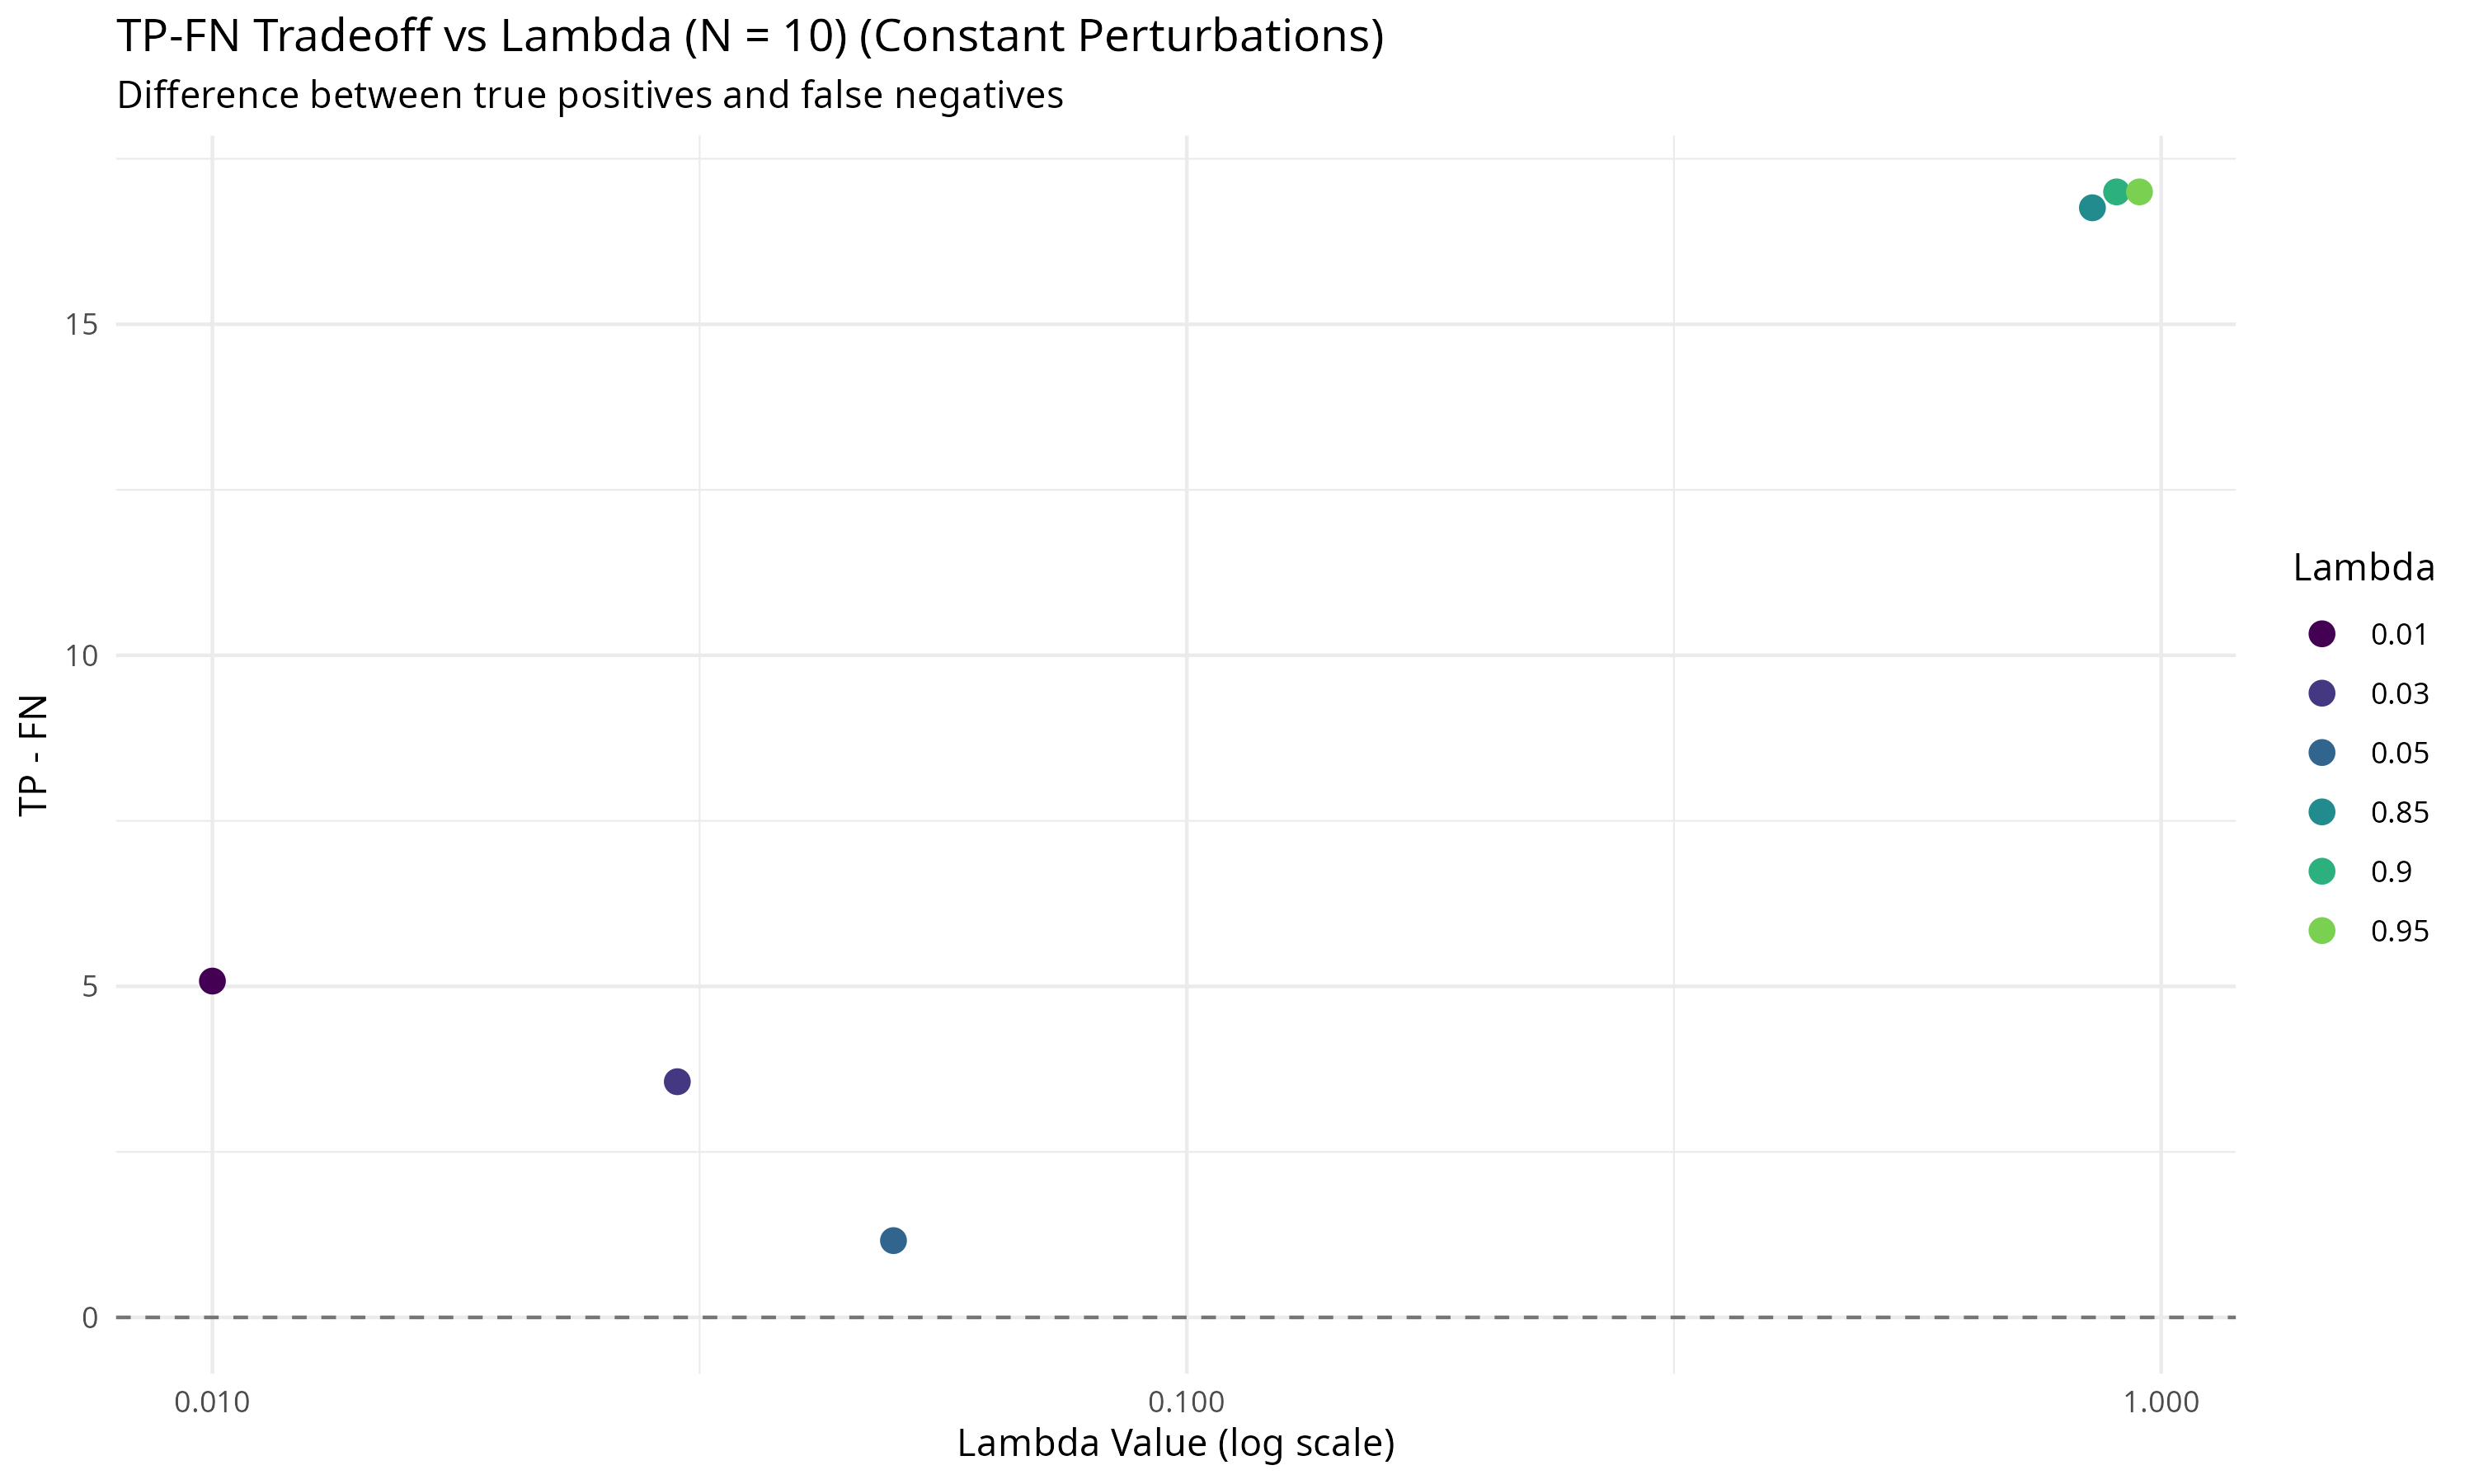 TP-FN Tradeoff vs Lambda (N = 10) (Constant Perturbations)
Difference between true positives and false negatives
TP - FN
15
10
5
0
0.010
0.100
1.000
Lambda Value (log scale)
Lambda
0.01
0.03
0.05
0.85
0.9
0.95